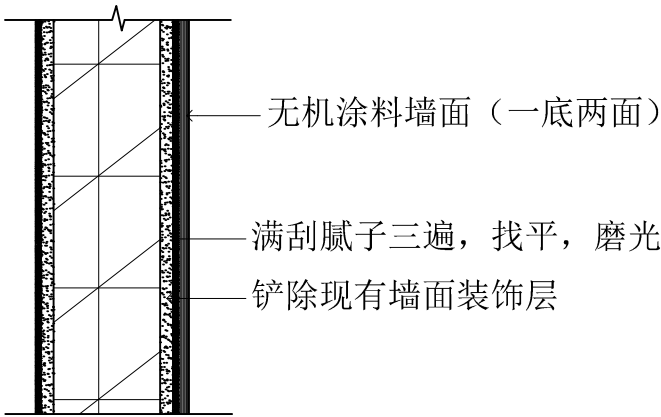 无机涂料墙面（一底两面）
满刮腻子三遍，找平，磨光
铲除现有墙面装饰层